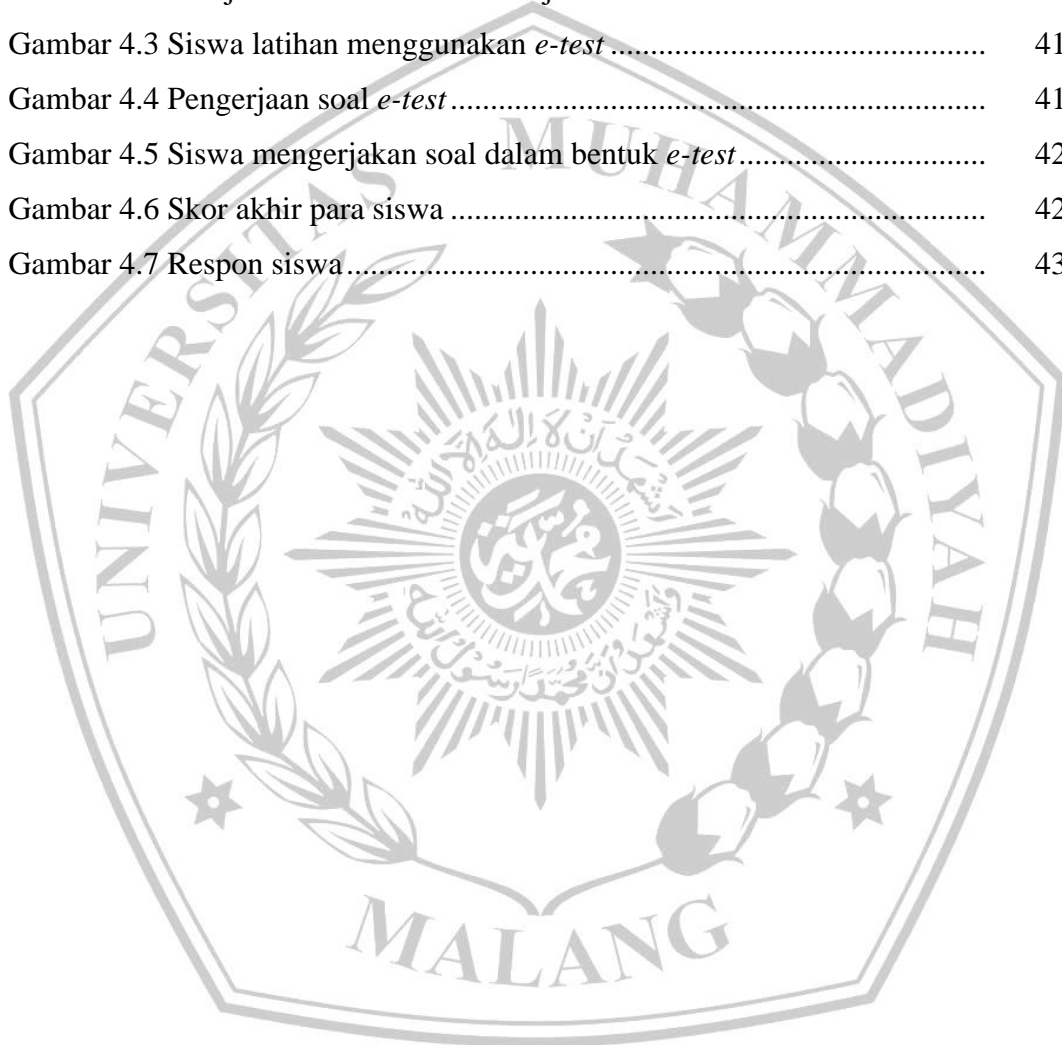 Gambar 4.3 Siswa latihan menggunakan e-test ........................................... 41
Gambar 4.4 Pengerjaan soal e-test ................................................................ 41
Gambar 4.5 Siswa mengerjakan soal dalam bentuk e-test ............................ 42
Gambar 4.6 Skor akhir para siswa ................................................................ 42
Gambar 4.7 Respon siswa ............................................................................. 43
UNIVERSITAS MUHAMMADIYAH
MALANG